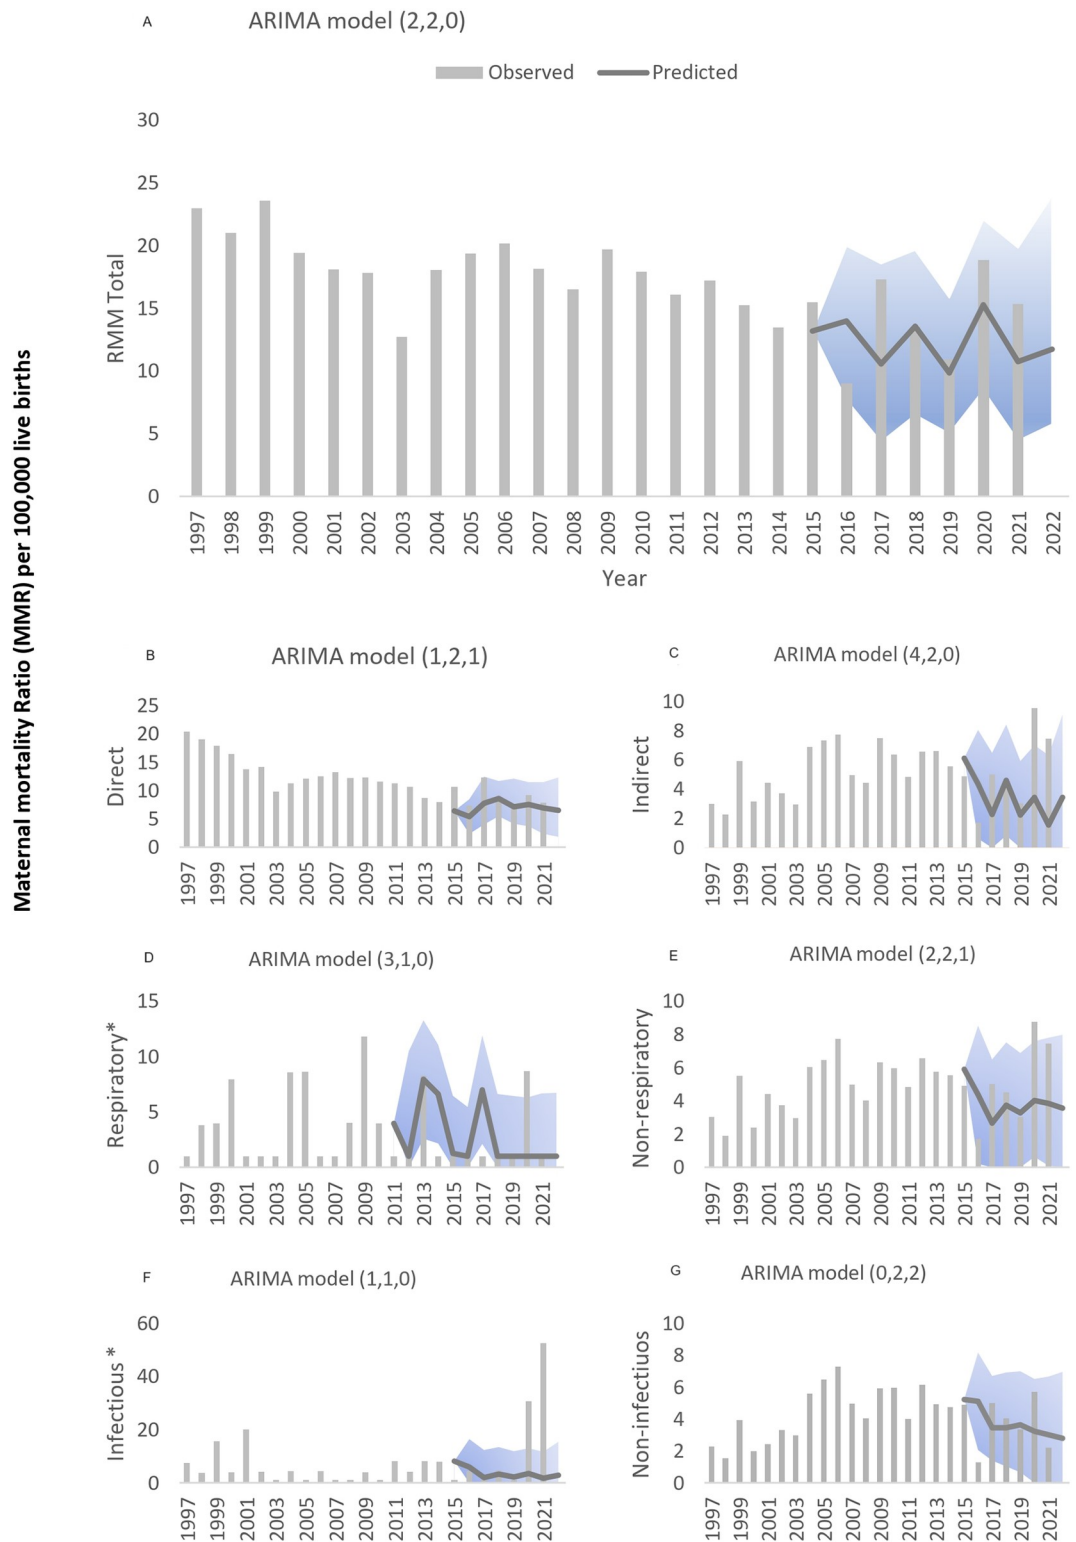 A ARIMA model (2,2,0)
Observed Predicted
Maternal mortality Ratio (MMR) per 100,000 live births
RMM Total
30
25
20
15
10
5
0
1997 1998 1999 2000 2001 2002 2003 2004 2005 2006 2007 2008 2009 2010 2011 2012 2013 2014 2015 2016 2017 2018 2019 2020 2021 2022
Year
B ARIMA model (1,2,1)
Direct
25
20
15
10
5
0
1997 1999 2001 2003 2005 2007 2009 2011 2013 2015 2017 2019 2021
C ARIMA model (4,2,0)
Indirect
10
8
6
4
2
0
1997 1999 2001 2003 2005 2007 2009 2011 2013 2015 2017 2019 2021
D ARIMA model (3,1,0)
Respiratory*
15
10
5
0
1997 1999 2001 2003 2005 2007 2009 2011 2013 2015 2017 2019 2021
E ARIMA model (2,2,1)
Non-respiratory
10
8
6
4
2
0
1997 1999 2001 2003 2005 2007 2009 2011 2013 2015 2017 2019 2021
F ARIMA model (1,1,0)
Infectious *
60
40
20
0
1997 1999 2001 2003 2005 2007 2009 2011 2013 2015 2017 2019 2021
G ARIMA model (0,2,2)
Non-infectiuos
10
8
6
4
2
0
1997 1999 2001 2003 2005 2007 2009 2011 2013 2015 2017 2019 2021